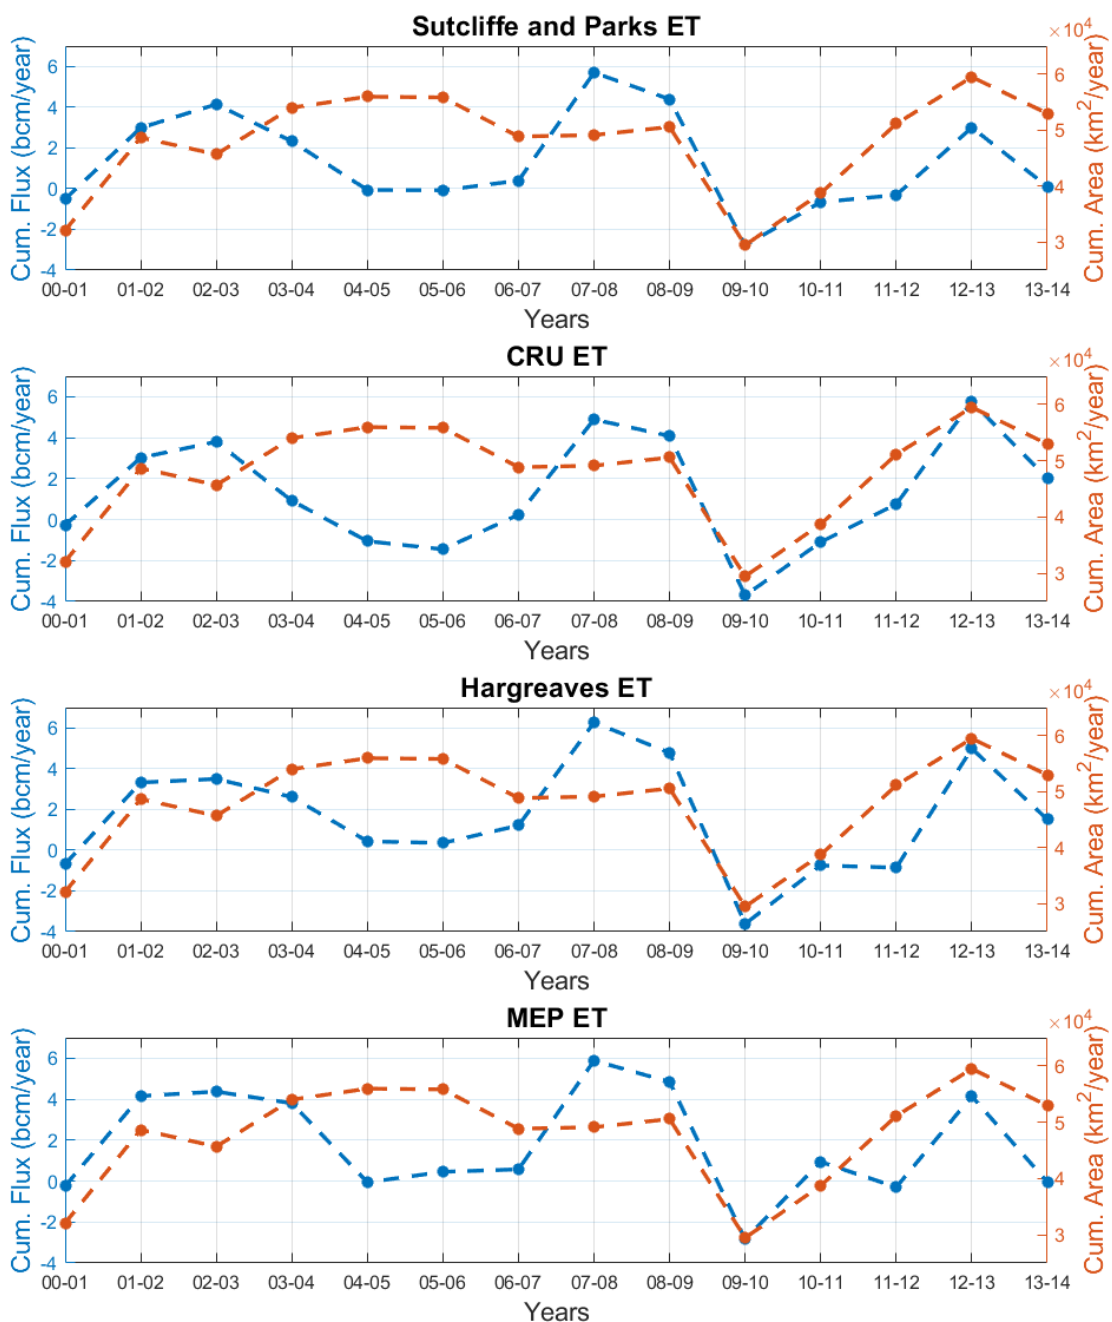 Sutcliffe and Parks ET
×10⁴
Cum. Flux (bcm/year)
6
4
2
0
-2
-4
6
5
4
3
Cum. Area (km²/year)
00-01 01-02 02-03 03-04 04-05 05-06 06-07 07-08 08-09 09-10 10-11 11-12 12-13 13-14
Years
CRU ET
×10⁴
Cum. Flux (bcm/year)
6
4
2
0
-2
-4
6
5
4
3
Cum. Area (km²/year)
00-01 01-02 02-03 03-04 04-05 05-06 06-07 07-08 08-09 09-10 10-11 11-12 12-13 13-14
Years
Hargreaves ET
×10⁴
Cum. Flux (bcm/year)
6
4
2
0
-2
-4
6
5
4
3
Cum. Area (km²/year)
00-01 01-02 02-03 03-04 04-05 05-06 06-07 07-08 08-09 09-10 10-11 11-12 12-13 13-14
Years
MEP ET
×10⁴
Cum. Flux (bcm/year)
6
4
2
0
-2
-4
6
5
4
3
Cum. Area (km²/year)
00-01 01-02 02-03 03-04 04-05 05-06 06-07 07-08 08-09 09-10 10-11 11-12 12-13 13-14
Years